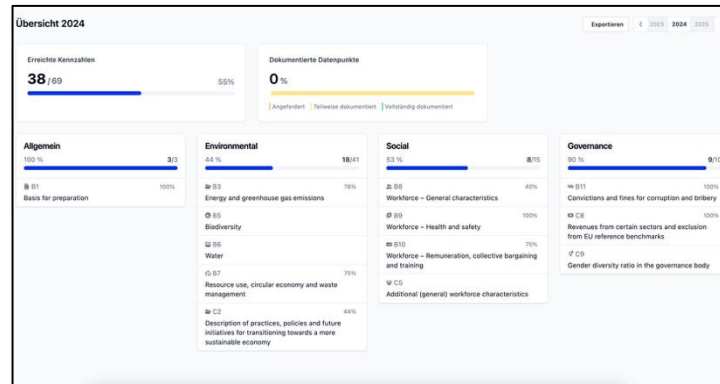 Übersicht 2024
Exportieren
2023 2024 2025
Erreichte Kennzahlen
38 /69
55%
Dokumentierte Datenpunkte
0 %
Angefordert Teilweise dokumentiert Vollständig dokumentiert
Allgemein
100 % 3/3
B1 100%
Basis for preparation
Environmental
44 % 18/41
B3 78%
Energy and greenhouse gas emissions
B5
Biodiversity
B6
Water
B7 75%
Resource use, circular economy and waste
management
C2 44%
Description of practices, policies and future
initiatives for transitioning towards a more
sustainable economy
Social
53 % 8/15
B8 40%
Workforce – General characteristics
B9 100%
Workforce – Health and safety
B10 75%
Workforce – Remuneration, collective bargaining
and training
C5
Additional (general) workforce characteristics
Governance
90 % 9/10
B11 100%
Convictions and fines for corruption and bribery
C8 100%
Revenues from certain sectors and exclusion
from EU reference benchmarks
C9
Gender diversity ratio in the governance body